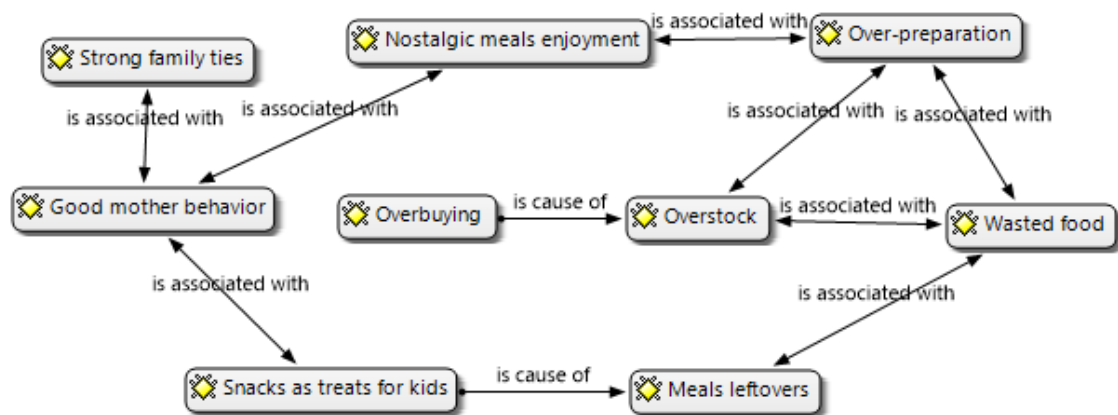 is associated with
Nostalgic meals enjoyment
Over-preparation
Strong family ties
is associated with
is associated with
is associated with
is associated with
Good mother behavior
Overbuying
is cause of
Overstock
is associated with
Wasted food
is associated with
is associated with
Snacks as treats for kids
is cause of
Meals leftovers